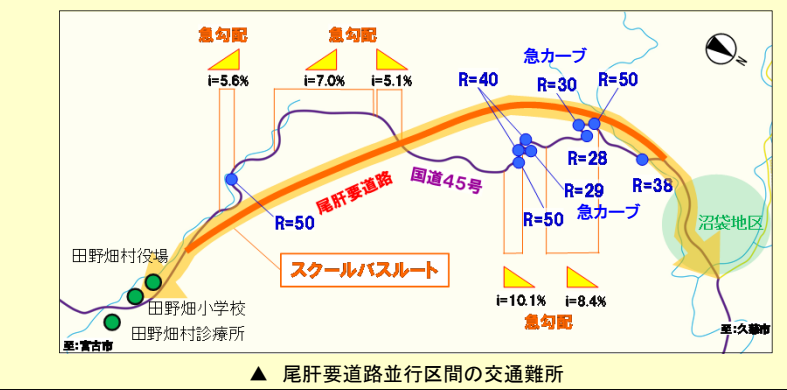 急勾配
急勾配
急カーブ
i=5.6%
i=7.0%
i=5.1%
R=40
R=30
R=50
N
R=28
R=29
R=38
R=50
急カーブ
尾肝要道路
国道45号
R=50
沼袋地区
田野畑村役場
スクールバスルート
田野畑小学校
田野畑村診療所
i=10.1%
i=8.4%
急勾配
至:宮古市
至:久慈市
▲ 尾肝要道路並行区間の交通難所